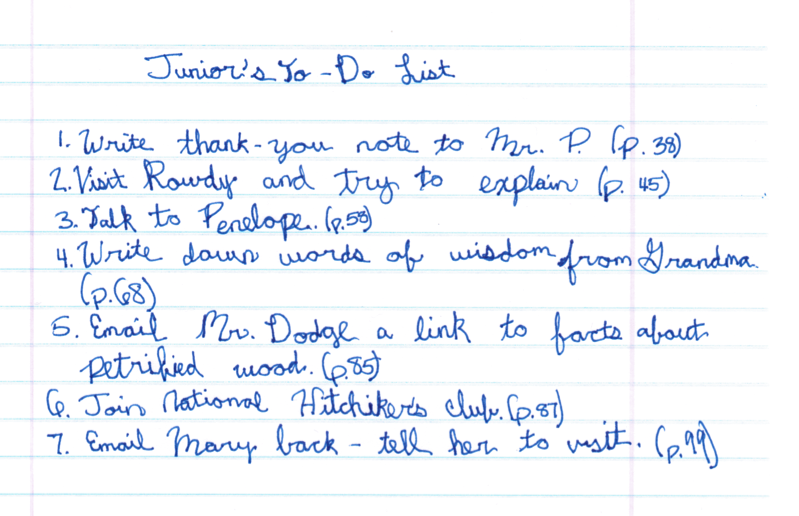 Junior's To-Do List
1. Write thank-you note to Mr. P. (p. 38)
2. Visit Rowdy and try to explain (p. 45)
3. Talk to Penelope. (p.58)
4. Write down words of wisdom from Grandma.
(p.68)
5. Email Mr. Dodge a link to facts about
petrified wood. (p.85)
6. Join National Hitchiker's club. (p.87)
7. Email Mary back - tell her to visit. (p.99)